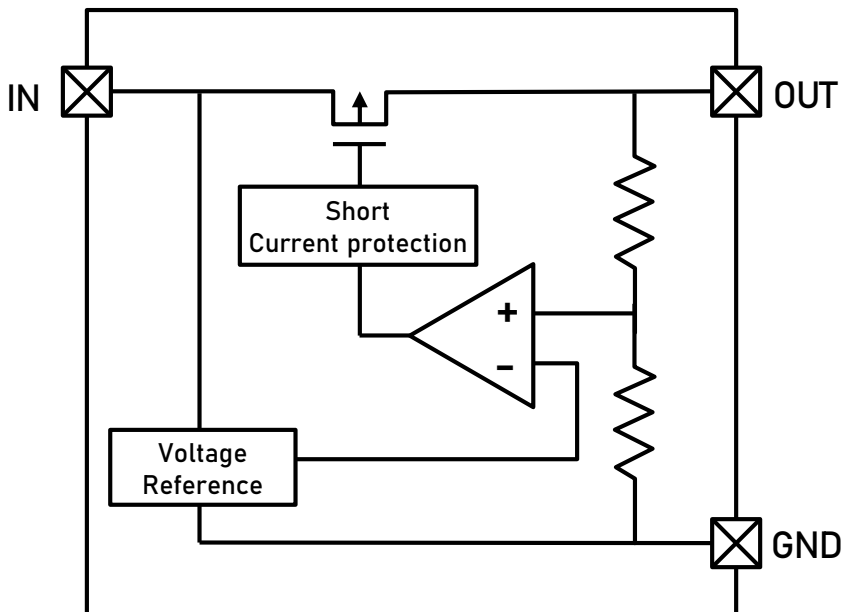 IN
OUT
Short
Current protection
+
-
Voltage
Reference
GND